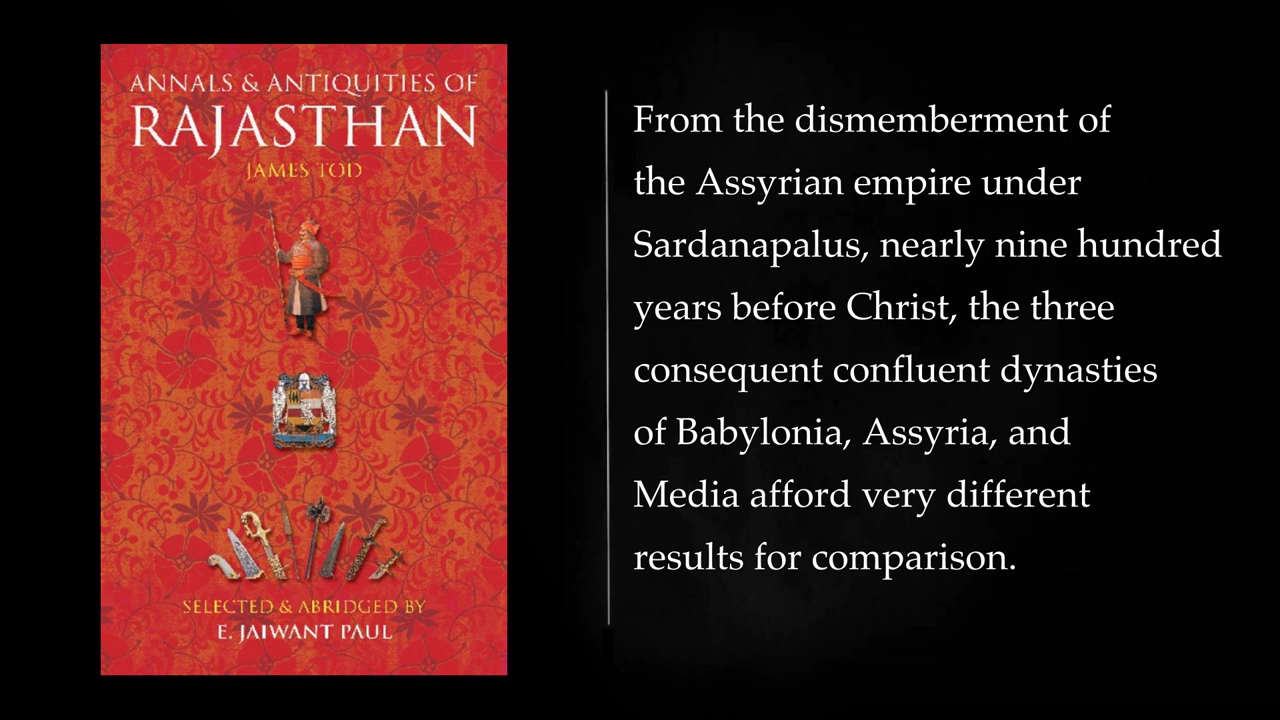 ANNALS & ANTIQUITIES OF
RAJASTHAN
JAMES TOD
SELECTED & ABRIDGED BY
E. JAIWANT PAUL
From the dismemberment of
the Assyrian empire under
Sardanapalus, nearly nine hundred
years before Christ, the three
consequent confluent dynasties
of Babylonia, Assyria, and
Media afford very different
results for comparison.